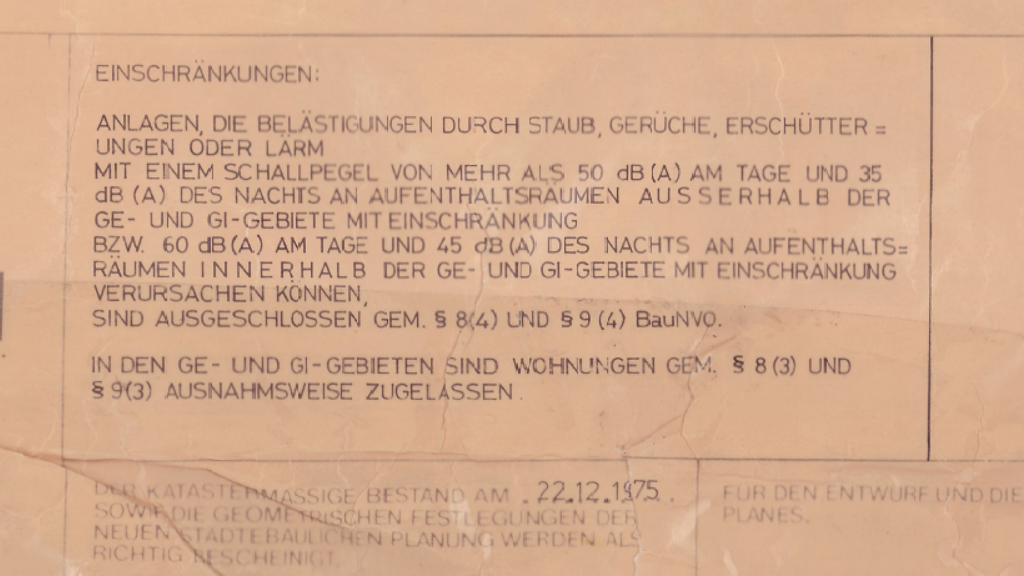 EINSCHRÄNKUNGEN:
ANLAGEN, DIE BELÄSTIGUNGEN DURCH STAUB, GERÜCHE, ERSCHÜTTER=
UNGEN ODER LÄRM
MIT EINEM SCHALLPEGEL VON MEHR ALS 50 dB (A) AM TAGE UND 35
dB (A) DES NACHTS AN AUFENTHALTSRÄUMEN AUSSERHALB DER
GE- UND GI-GEBIETE MIT EINSCHRÄNKUNG
BZW. 60 dB (A) AM TAGE UND 45 dB (A) DES NACHTS AN AUFENTHALTS=
RÄUMEN INNERHALB DER GE- UND GI-GEBIETE MIT EINSCHRÄNKUNG
VERURSACHEN KÖNNEN,
SIND AUSGESCHLOSSEN GEM. § 8(4) UND § 9 (4) BauNVO.
IN DEN GE- UND GI-GEBIETEN SIND WOHNUNGEN GEM. § 8 (3) UND
§ 9(3) AUSNAHMSWEISE ZUGELASSEN.
DER KATASTERMÄSSIGE BESTAND AM . 22.12.1975 .
SOWIE DIE GEOMETRISCHEN FESTLEGUNGEN DER
NEUEN STÄDTEBAULICHEN PLANUNG WERDEN ALS
RICHTIG BESCHEINIGT.
FÜR DEN ENTWURF UND DIE
PLANES.